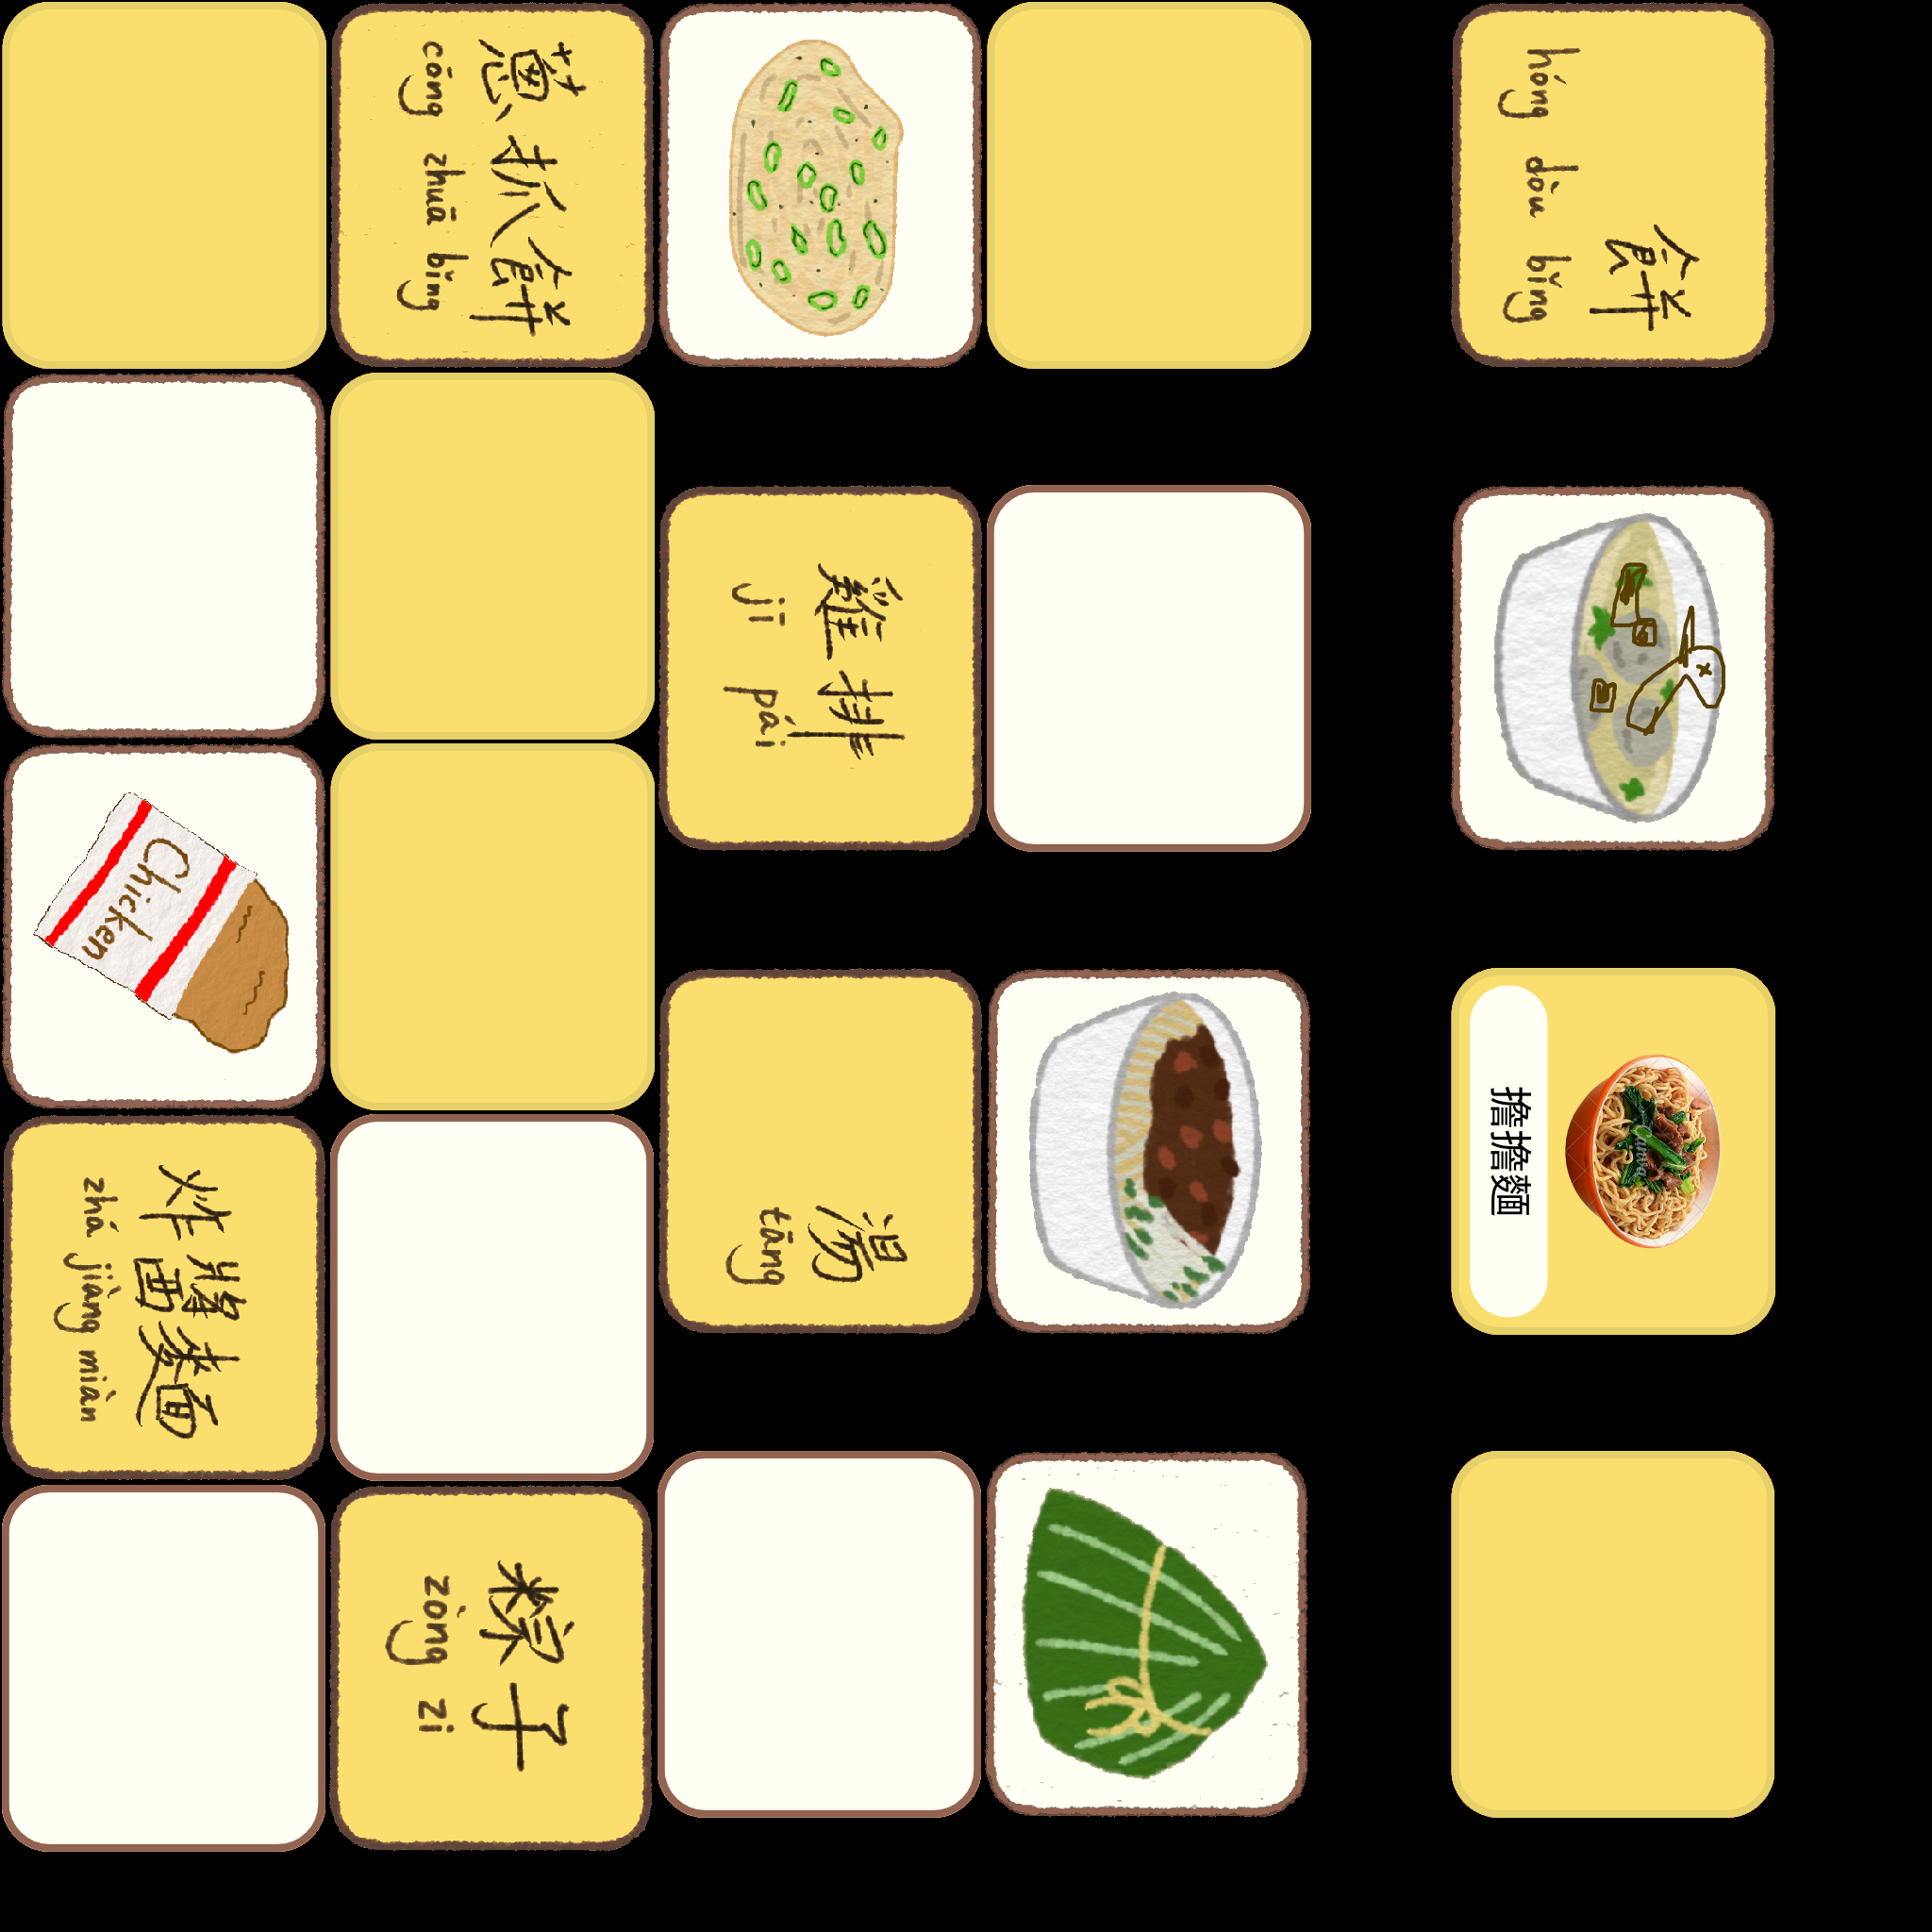 蔥抓餅
cōng zhuā bǐng
餅
hóng dòu bǐng
雞排
jī pái
Chicken
湯
tāng
擔擔麵
Canva
炸醬麵
zhá jiàng miàn
粽子
zòng zi